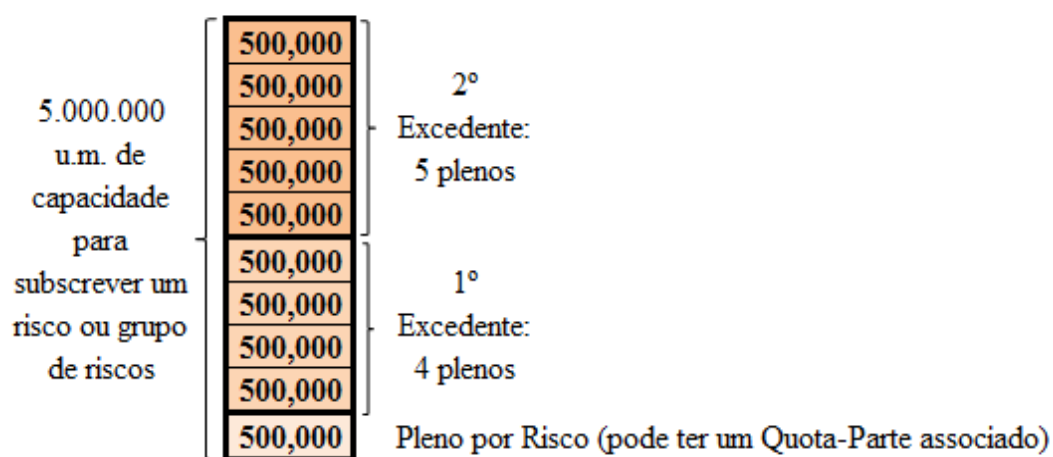 5.000.000
u.m. de
capacidade
para
subscrever um
risco ou grupo
de riscos
500,000
500,000
500,000
500,000
500,000
500,000
500,000
500,000
500,000
500,000
2º
Excedente:
5 plenos
1º
Excedente:
4 plenos
Pleno por Risco (pode ter um Quota-Parte associado)